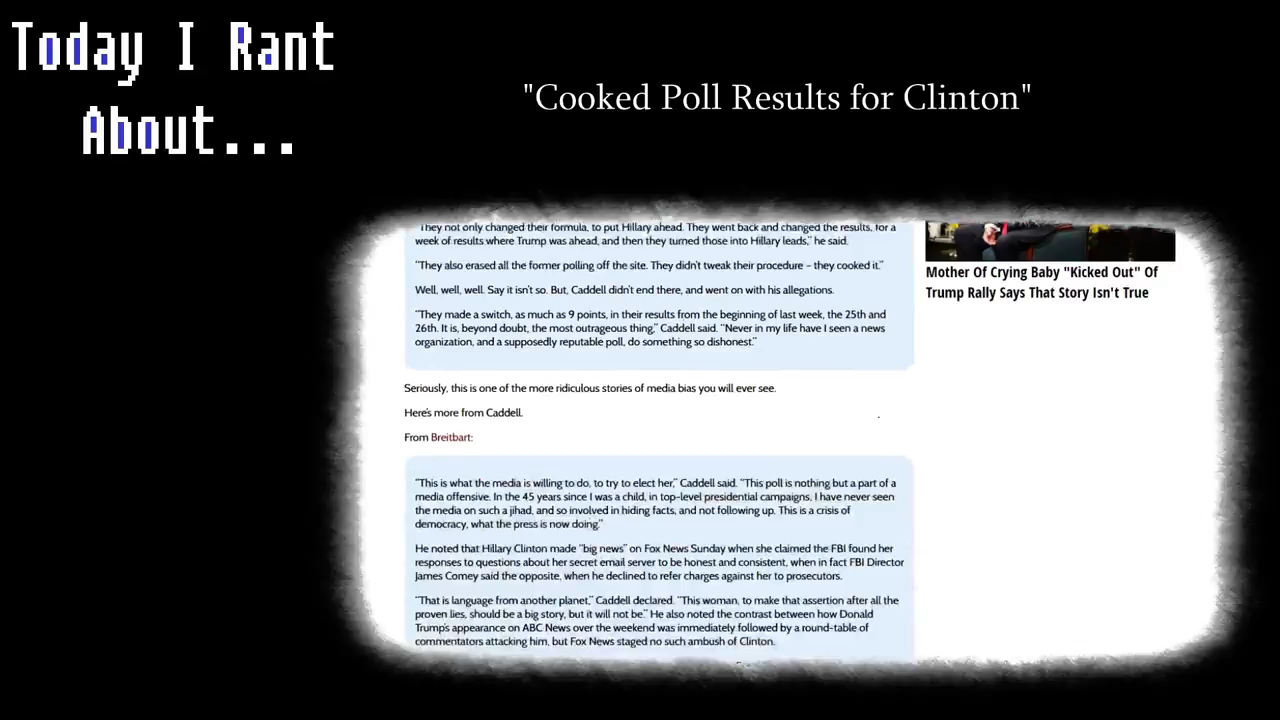 Today I Rant
About...
"Cooked Poll Results for Clinton"
"They not only changed their formula, to put Hillary ahead. They went back and changed the results, for a
week of results where Trump was ahead, and then they turned those into Hillary leads," he said.
"They also erased all the former polling off the site. They didn't tweak their procedure – they cooked it."
Well, well, well. Say it isn't so. But, Caddell didn't end there, and went on with his allegations.
"They made a switch, as much as 9 points, in their results from the beginning of last week, the 25th and
26th. It is, beyond doubt, the most outrageous thing," Caddell said. "Never in my life have I seen a news
organization, and a supposedly reputable poll, do something so dishonest."
Mother Of Crying Baby "Kicked Out" Of
Trump Rally Says That Story Isn't True
Seriously, this is one of the more ridiculous stories of media bias you will ever see.
Here's more from Caddell.
From Breitbart:
"This is what the media is willing to do, to try to elect her," Caddell said. "This poll is nothing but a part of a
media offensive. In the 45 years since I was a child, in top-level presidential campaigns, I have never seen
the media on such a jihad, and so involved in hiding facts, and not following up. This is a crisis of
democracy, what the press is now doing."
He noted that Hillary Clinton made "big news" on Fox News Sunday when she claimed the FBI found her
responses to questions about her secret email server to be honest and consistent, when in fact FBI Director
James Comey said the opposite, when he declined to refer charges against her to prosecutors.
"That is language from another planet," Caddell declared. "This woman, to make that assertion after all the
proven lies, should be a big story, but it will not be." He also noted the contrast between how Donald
Trump's appearance on ABC News over the weekend was immediately followed by a round-table of
commentators attacking him, but Fox News staged no such ambush of Clinton.